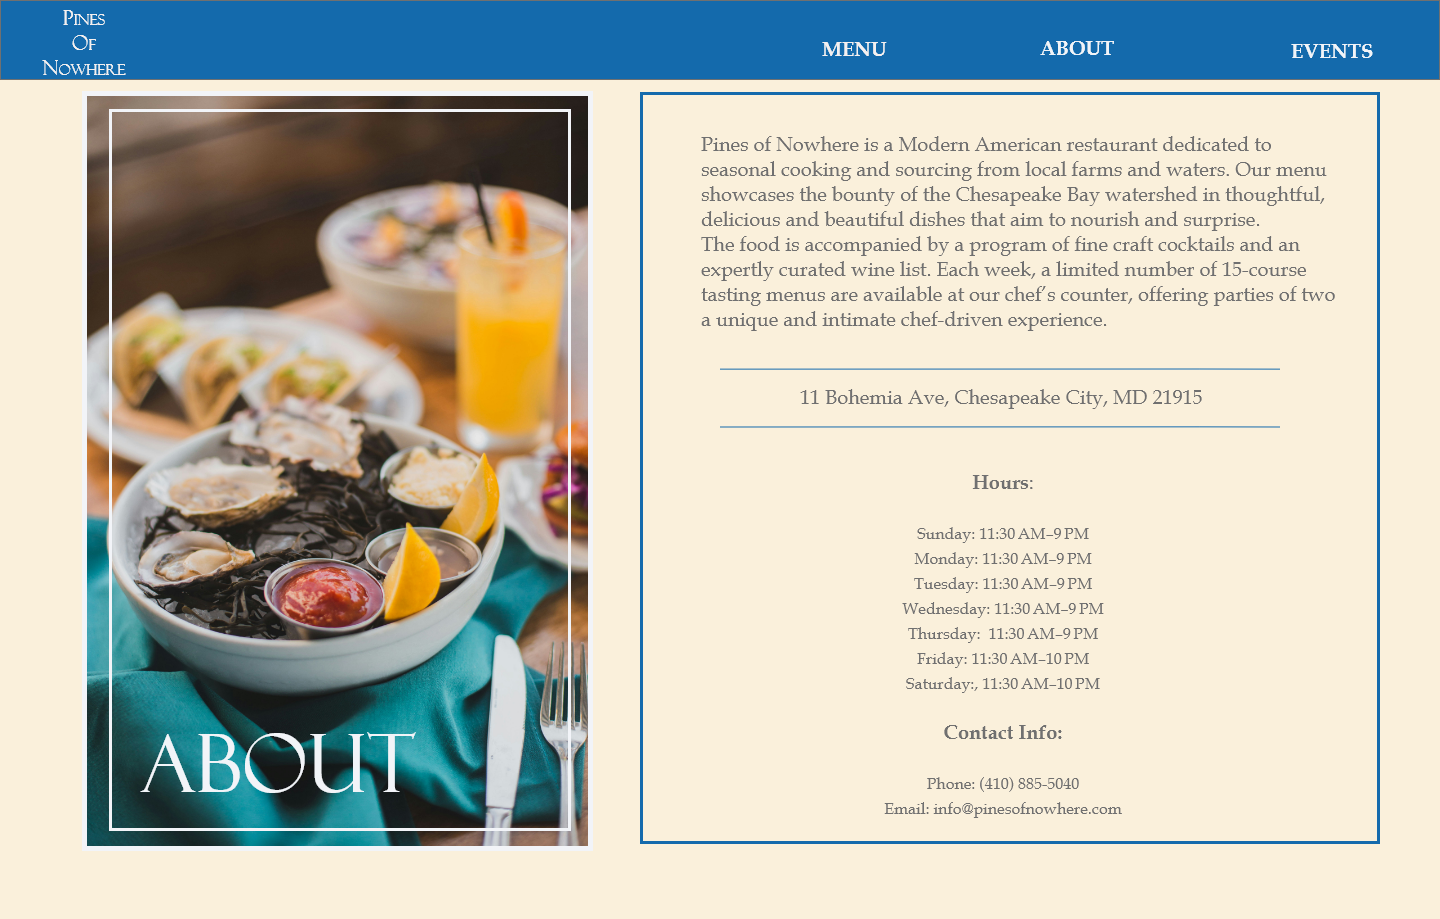 Pines
Of
Nowhere
MENU
ABOUT
EVENTS
Pines of Nowhere is a Modern American restaurant dedicated to
seasonal cooking and sourcing from local farms and waters. Our menu
showcases the bounty of the Chesapeake Bay watershed in thoughtful,
delicious and beautiful dishes that aim to nourish and surprise.
The food is accompanied by a program of fine craft cocktails and an
expertly curated wine list. Each week, a limited number of 15-course
tasting menus are available at our chef’s counter, offering parties of two
a unique and intimate chef-driven experience.
11 Bohemia Ave, Chesapeake City, MD 21915
Hours:
Sunday: 11:30 AM–9 PM
Monday: 11:30 AM–9 PM
Tuesday: 11:30 AM–9 PM
Wednesday: 11:30 AM–9 PM
Thursday:  11:30 AM–9 PM
Friday: 11:30 AM–10 PM
Saturday:, 11:30 AM–10 PM
Contact Info:
Phone: (410) 885-5040
Email: info@pinesofnowhere.com
ABOUT